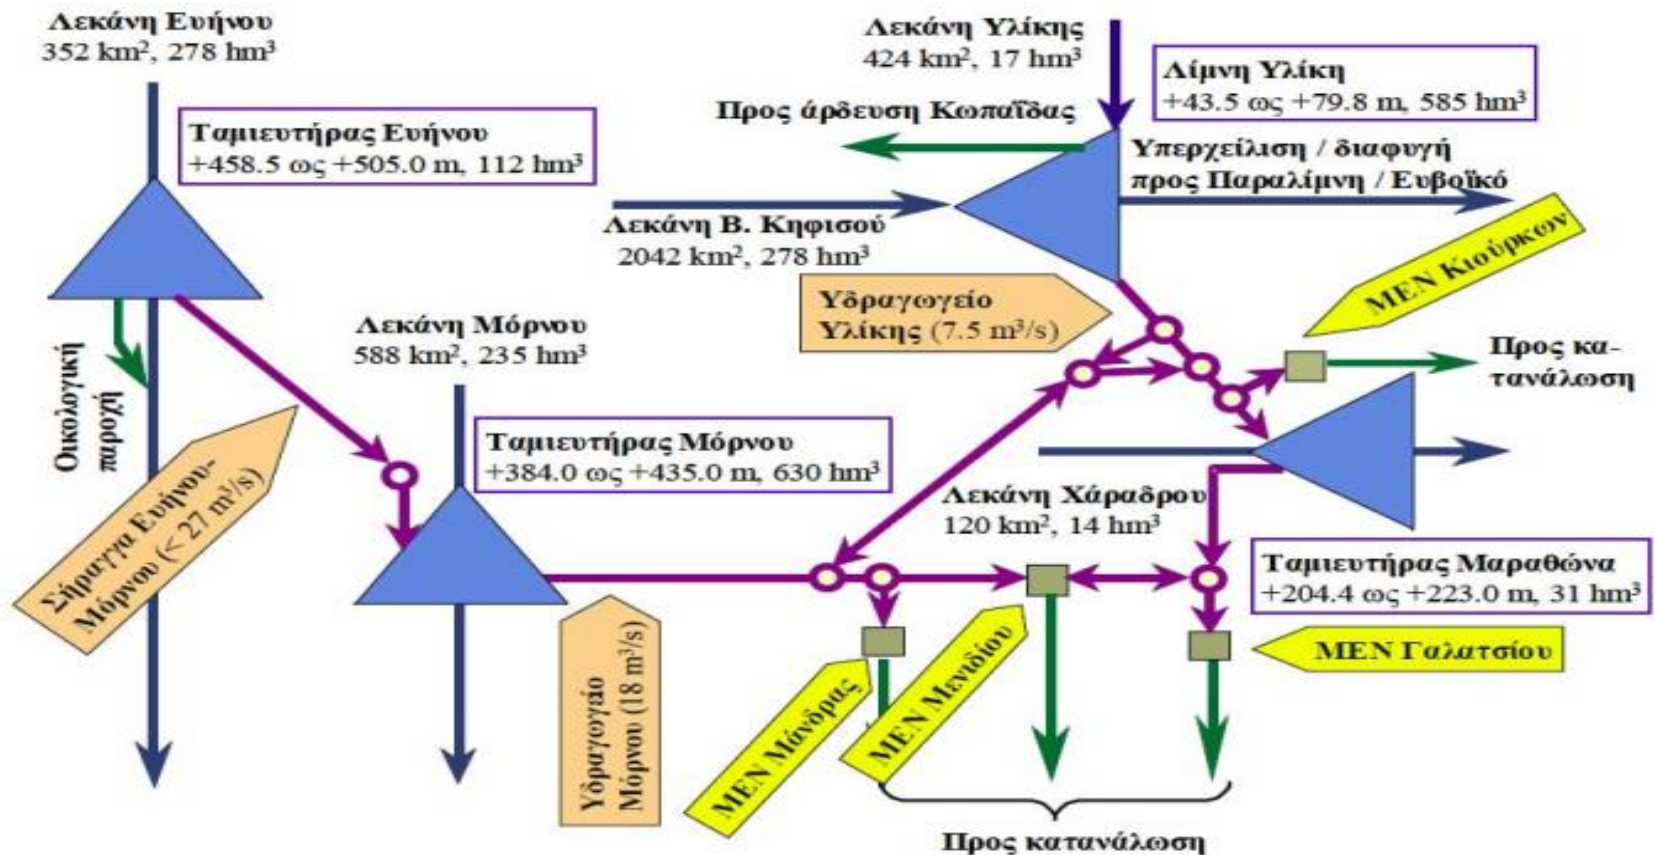 Λεκάνη Ευήνου
352 km², 278 hm³
Ταμιευτήρας Ευήνου
+458.5 ως +505.0 m, 112 hm³
Οικολογική
παροχή
Σήραγγα Ευήνου-
Μόρνου (< 27 m³/s)
Λεκάνη Μόρνου
588 km², 235 hm³
Ταμιευτήρας Μόρνου
+384.0 ως +435.0 m, 630 hm³
Υδραγωγείο
Μόρνου (18 m³/s)
Λεκάνη Υλίκης
424 km², 17 hm³
Λίμνη Υλίκη
+43.5 ως +79.8 m, 585 hm³
Προς άρδευση Κωπαΐδας
Υπερχείλιση / διαφυγή
προς Παραλίμνη / Ευβοϊκό
Λεκάνη Β. Κηφισού
2042 km², 278 hm³
Υδραγωγείο
Υλίκης (7.5 m³/s)
ΜΕΝ Κιούρκων
Προς κα-
τανάλωση
Λεκάνη Χάραδρου
120 km², 14 hm³
Ταμιευτήρας Μαραθώνα
+204.4 ως +223.0 m, 31 hm³
ΜΕΝ Μάνδρας
ΜΕΝ Μενιδίου
ΜΕΝ Γαλατσίου
Προς κατανάλωση